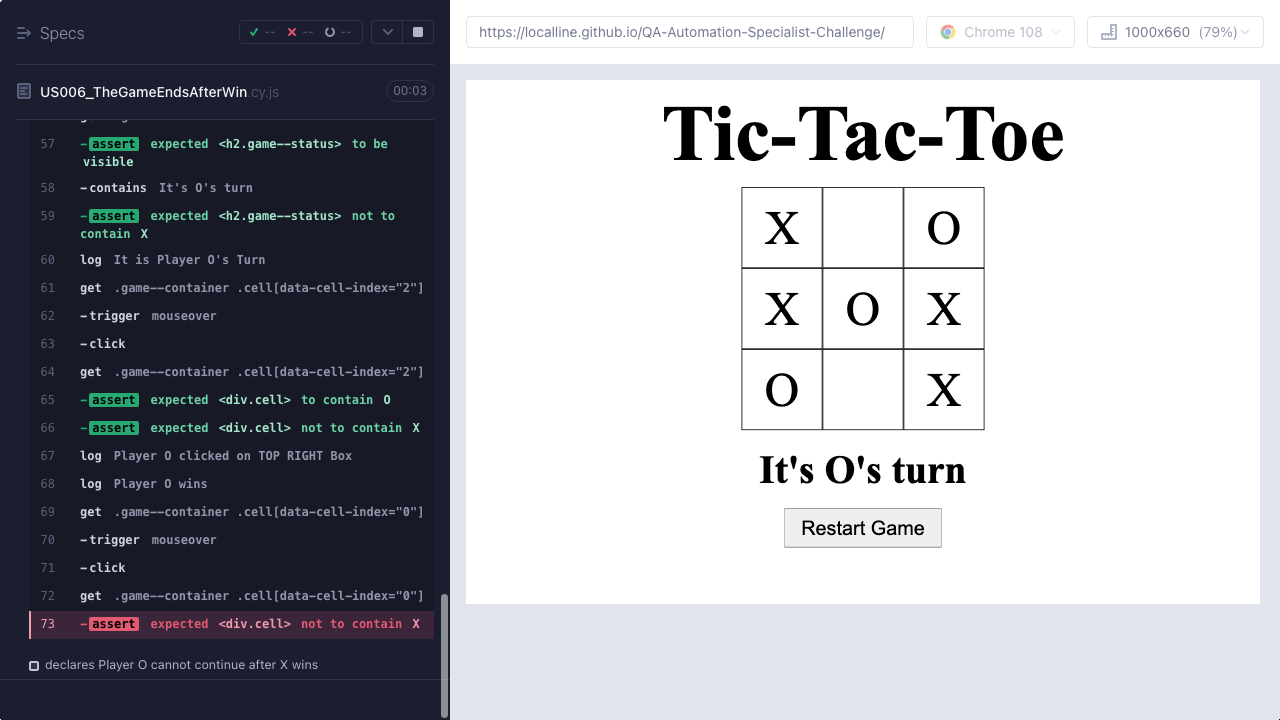 Specs
-- -- --
US006_TheGameEndsAfterWin.cy.js 00:03
57 -assert expected <h2.game--status> to be
visible
58 -contains It's O's turn
59 -assert expected <h2.game--status> not to
contain X
60 log It is Player O's Turn
61 get .game--container .cell[data-cell-index="2"]
62 -trigger mouseover
63 -click
64 get .game--container .cell[data-cell-index="2"]
65 -assert expected <div.cell> to contain O
66 -assert expected <div.cell> not to contain X
67 log Player O clicked on TOP RIGHT Box
68 log Player O wins
69 get .game--container .cell[data-cell-index="0"]
70 -trigger mouseover
71 -click
72 get .game--container .cell[data-cell-index="0"]
73 -assert expected <div.cell> not to contain X
declares Player O cannot continue after X wins
https://localline.github.io/QA-Automation-Specialist-Challenge/
Chrome 108
1000x660 (79%)
Tic-Tac-Toe
X O
X O X
O X
It's O's turn
Restart Game